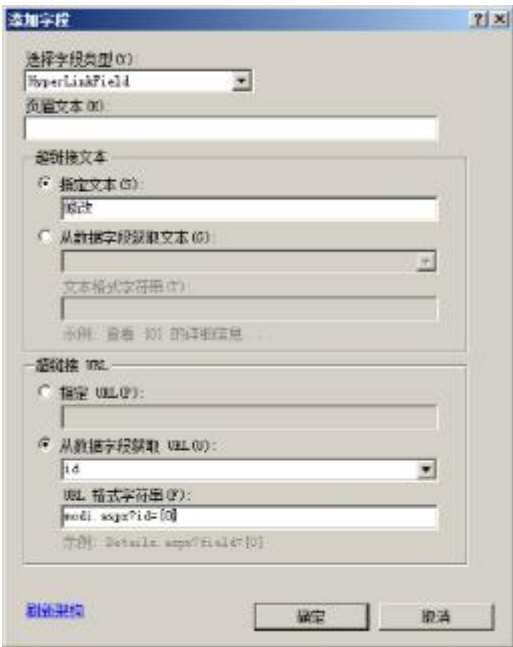 添加字段
选择字段类型(Y):
HyperLinkField
页眉文本(H):
超链接文本
指定文本(S):
修改
从数据字段获取文本(G):
文本格式字符串(T):
示例: 查看 {0} 的详细信息...
超链接 URL
指定 URL(P):
从数据字段获取 URL(U):
id
URL 格式字符串(F):
modi.aspx?id={0}
示例: Details.aspx?field={0}
刷新架构
确定
取消